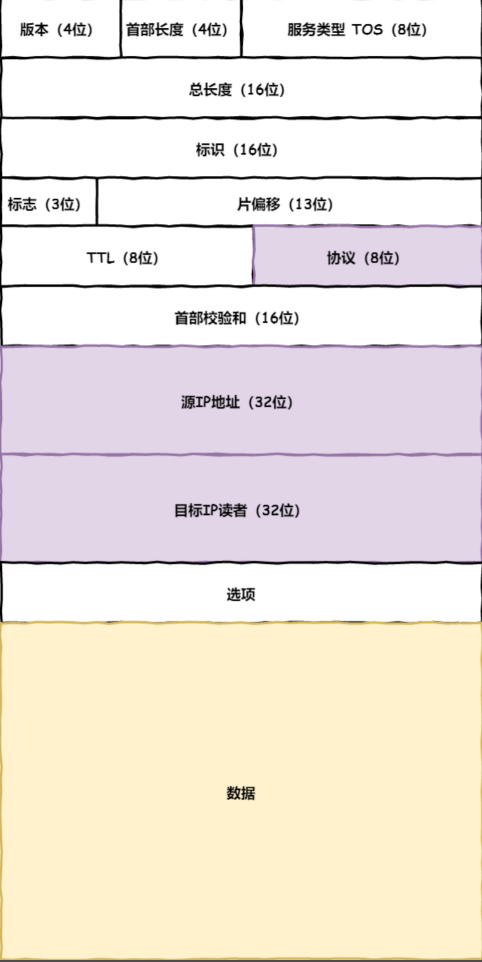 版本（4位） 首部长度（4位） 服务类型 TOS（8位）
总长度（16位）
标识（16位）
标志（3位） 片偏移（13位）
TTL（8位） 协议（8位）
首部校验和（16位）
源IP地址（32位）
目标IP读者（32位）
选项
数据